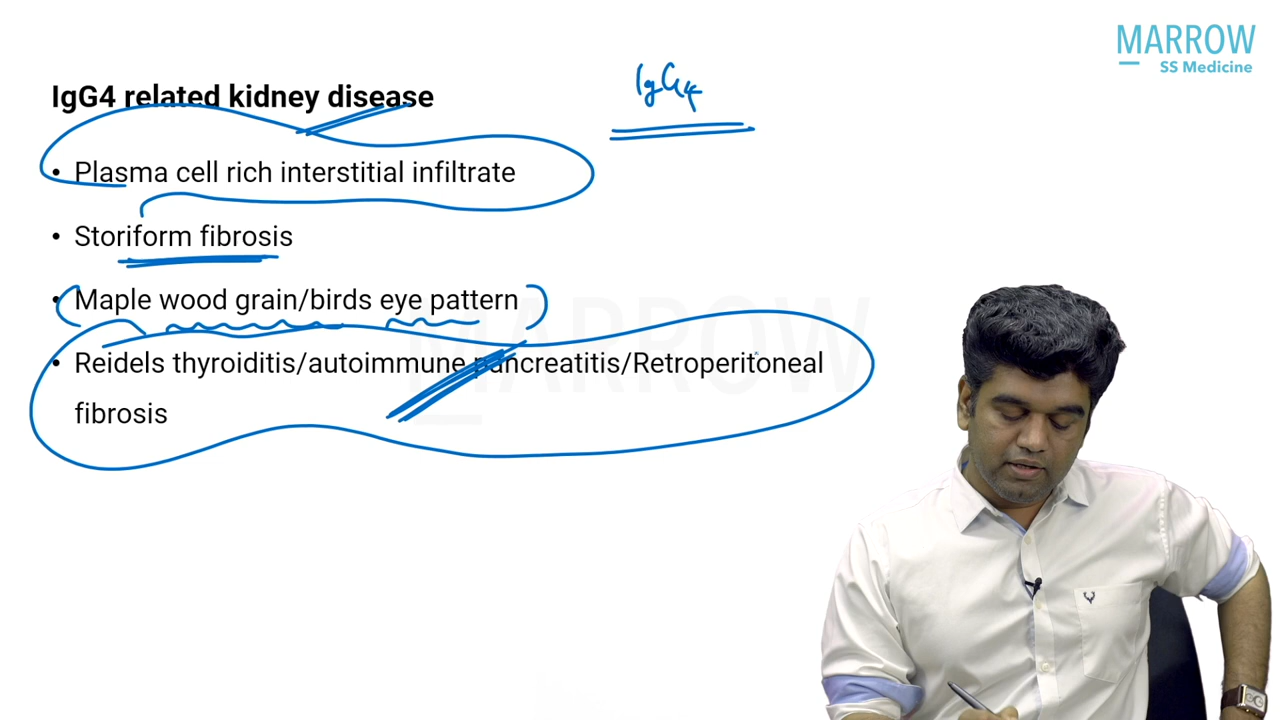 MARROW
SS Medicine
IgG4
IgG4 related kidney disease
• Plasma cell rich interstitial infiltrate
• Storiform fibrosis
• Maple wood grain/birds eye pattern
• Reidels thyroiditis/autoimmune pancreatitis/Retroperitoneal
fibrosis
MARROW